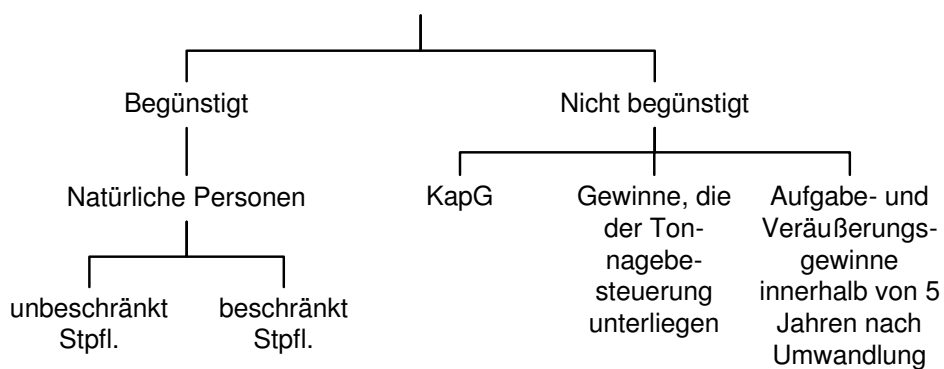 Begünstigt
Nicht begünstigt
Natürliche Personen
unbeschränkt
Stpfl.
beschränkt
Stpfl.
KapG
Gewinne, die
der Ton-
nagebe-
steuerung
unterliegen
Aufgabe- und
Veräußerungs-
gewinne
innerhalb von 5
Jahren nach
Umwandlung